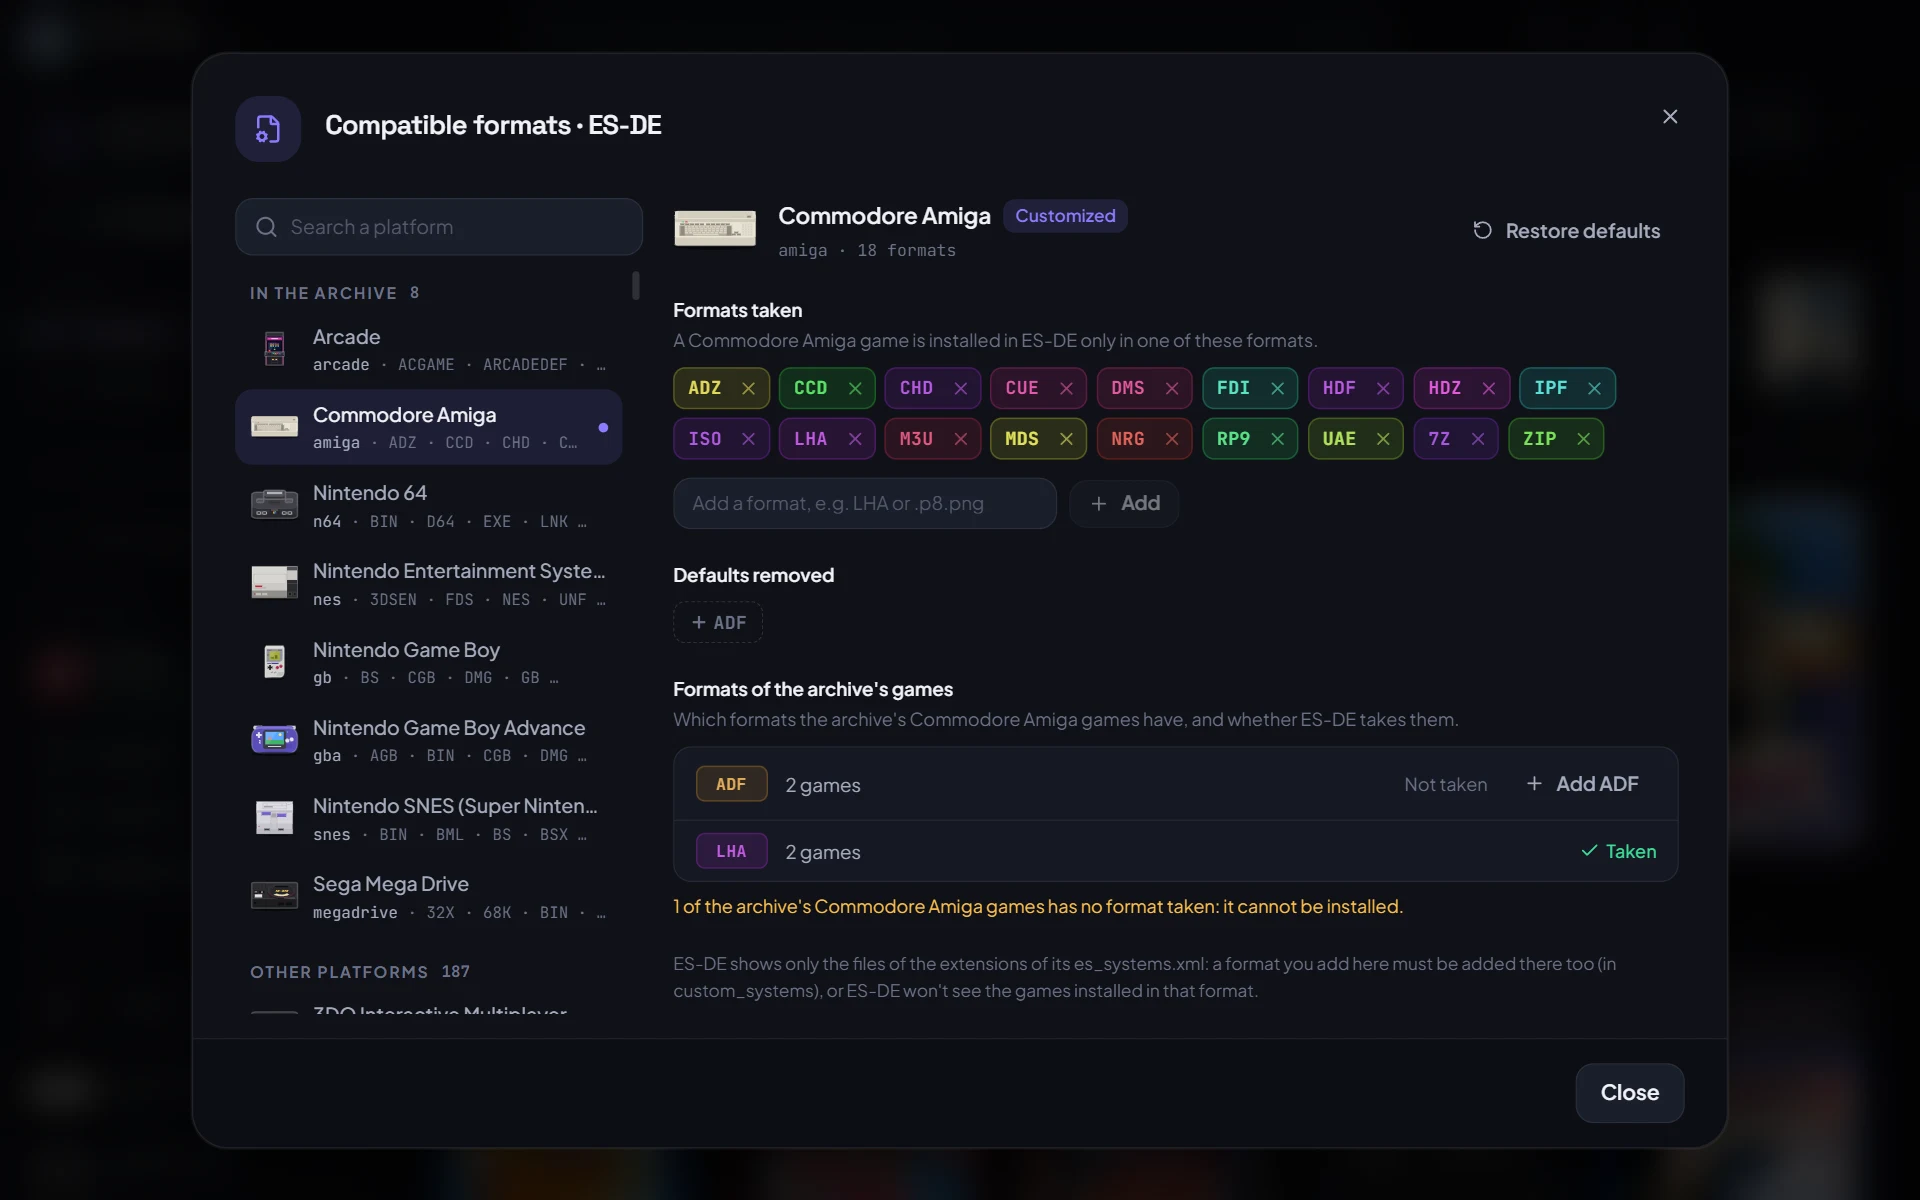 Compatible formats · ES-DE
Search a platform
IN THE ARCHIVE 8
Arcade
arcade · ACGAME · ARCADEDEF · …
Commodore Amiga
amiga · ADZ · CCD · CHD · C…
Nintendo 64
n64 · BIN · D64 · EXE · LNK …
Nintendo Entertainment Syste…
nes · 3DSEN · FDS · NES · UNF …
Nintendo Game Boy
gb · BS · CGB · DMG · GB …
Nintendo Game Boy Advance
gba · AGB · BIN · CGB · DMG …
Nintendo SNES (Super Ninten…
snes · BIN · BML · BS · BSX …
Sega Mega Drive
megadrive · 32X · 68K · BIN · …
OTHER PLATFORMS 187
3DO Interactive Multiplayer
Commodore Amiga Customized
amiga · 18 formats
Restore defaults
Formats taken
A Commodore Amiga game is installed in ES-DE only in one of these formats.
ADZ CCD CHD CUE DMS FDI HDF HDZ IPF
ISO LHA M3U MDS NRG RP9 UAE 7Z ZIP
Add a format, e.g. LHA or .p8.png
+ Add
Defaults removed
+ ADF
Formats of the archive's games
Which formats the archive's Commodore Amiga games have, and whether ES-DE takes them.
ADF 2 games Not taken + Add ADF
LHA 2 games Taken
1 of the archive's Commodore Amiga games has no format taken: it cannot be installed.
ES-DE shows only the files of the extensions of its es_systems.xml: a format you add here must be added there too (in
custom_systems), or ES-DE won't see the games installed in that format.
Close